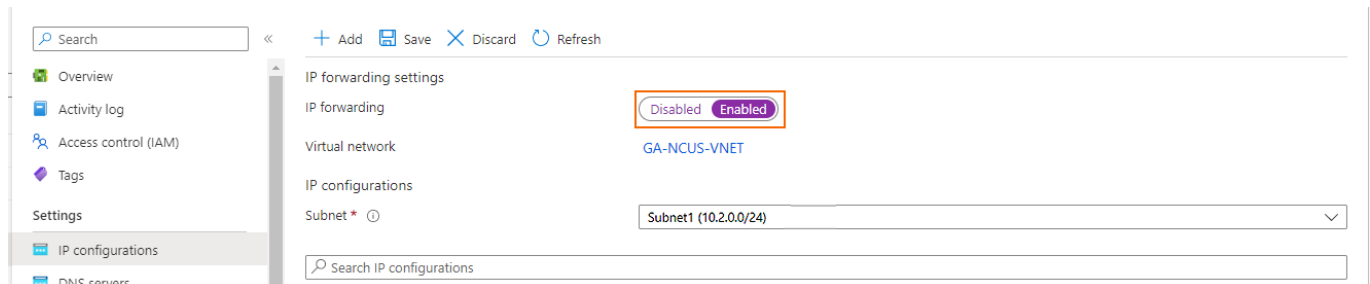 Search
«
Add Save Discard Refresh
Overview
Activity log
Access control (IAM)
Tags
Settings
IP configurations
DNS servers
IP forwarding settings
IP forwarding
Disabled Enabled
Virtual network
GA-NCUS-VNET
IP configurations
Subnet *
Subnet1 (10.2.0.0/24)
Search IP configurations